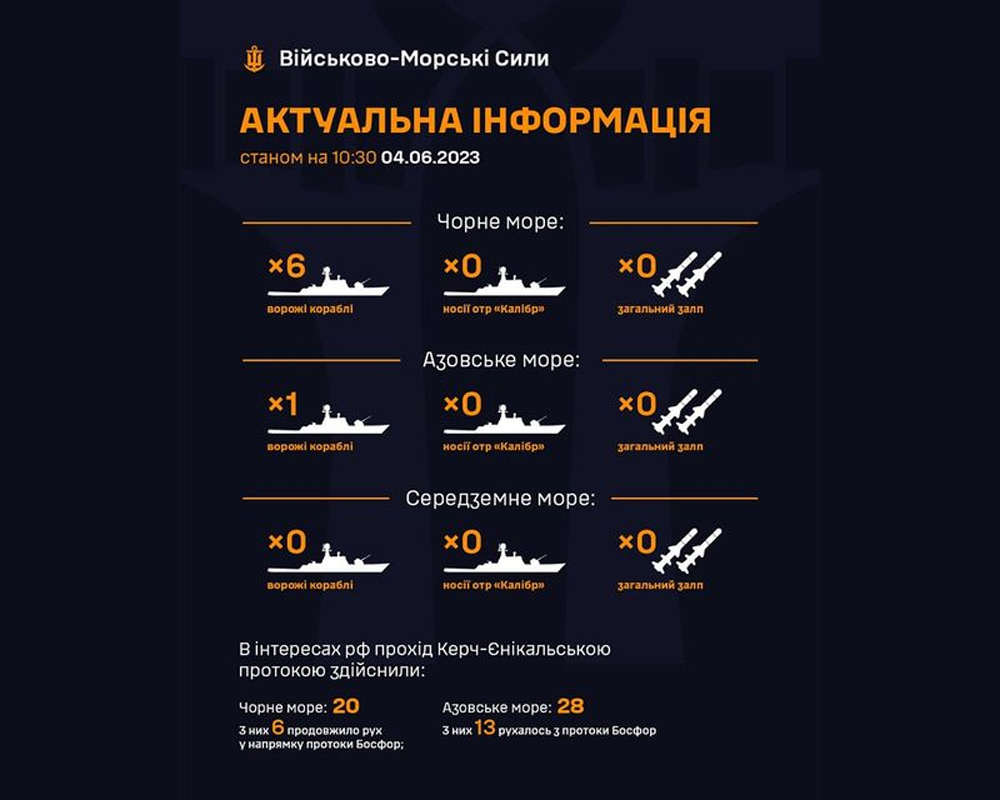 Військово-Морські Сили
АКТУАЛЬНА ІНФОРМАЦІЯ
станом на 10:30 04.06.2023
Чорне море:
×6 ×0 ×0
ворожі кораблі носії отр «Калібр» загальний залп
Азовське море:
×1 ×0 ×0
ворожі кораблі носії отр «Калібр» загальний залп
Середземне море:
×0 ×0 ×0
ворожі кораблі носії отр «Калібр» загальний залп
В інтересах рф прохід Керч-Єнікальською
протокою здійснили:
Чорне море: 20
З них 6 продовжило рух
у напрямку протоки Босфор;
Азовське море: 28
З них 13 рухалось з протоки Босфор